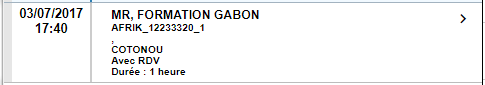 03/07/2017
17:40
MR, FORMATION GABON
AFRIK_12233320_1
,
COTONOU
Avec RDV
Durée : 1 heure